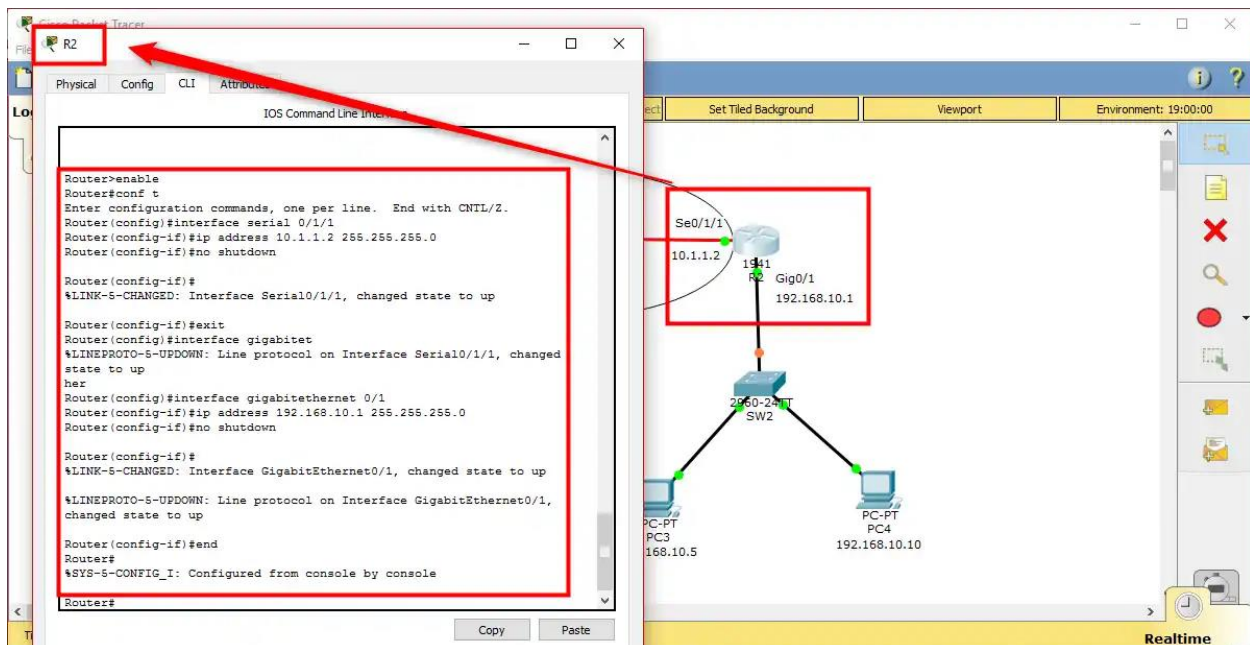 Cisco Packet Tracer
File
R2
Physical Config CLI Attributes
IOS Command Line Interface
Set Tiled Background
Viewport
Environment: 19:00:00
Router>enable
Router#conf t
Enter configuration commands, one per line. End with CNTL/Z.
Router(config)#interface serial 0/1/1
Router(config-if)#ip address 10.1.1.2 255.255.255.0
Router(config-if)#no shutdown
Router(config-if)#
%LINK-5-CHANGED: Interface Serial0/1/1, changed state to up
Router(config-if)#exit
Router(config)#interface gigabitet
%LINEPROTO-5-UPDOWN: Line protocol on Interface Serial0/1/1, changed
state to up
her
Router(config)#interface gigabitethernet 0/1
Router(config-if)#ip address 192.168.10.1 255.255.255.0
Router(config-if)#no shutdown
Router(config-if)#
%LINK-5-CHANGED: Interface GigabitEthernet0/1, changed state to up
%LINEPROTO-5-UPDOWN: Line protocol on Interface GigabitEthernet0/1,
changed state to up
Router(config-if)#end
Router#
%SYS-5-CONFIG_I: Configured from console by console
Router#
Copy
Paste
Se0/1/1
10.1.1.2
1941
R2
Gig0/1
192.168.10.1
2960-24TT
SW2
PC-PT
PC3
168.10.5
PC-PT
PC4
192.168.10.10
Realtime